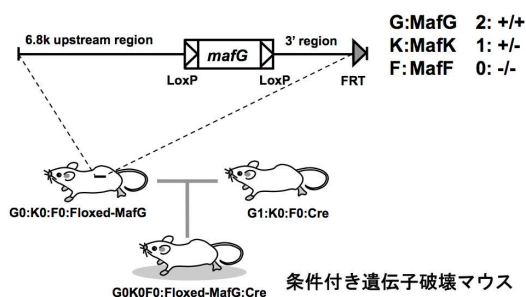 6.8k upstream region
mafG
3' region
LoxP
LoxP
FRT
G:MafG 2: +/+
K:MafK 1: +/-
F:MafF 0: -/-
G0:K0:F0:Floxed-MafG
G1:K0:F0:Cre
G0K0F0:Floxed-MafG:Cre
条件付き遺伝子破壊マウス